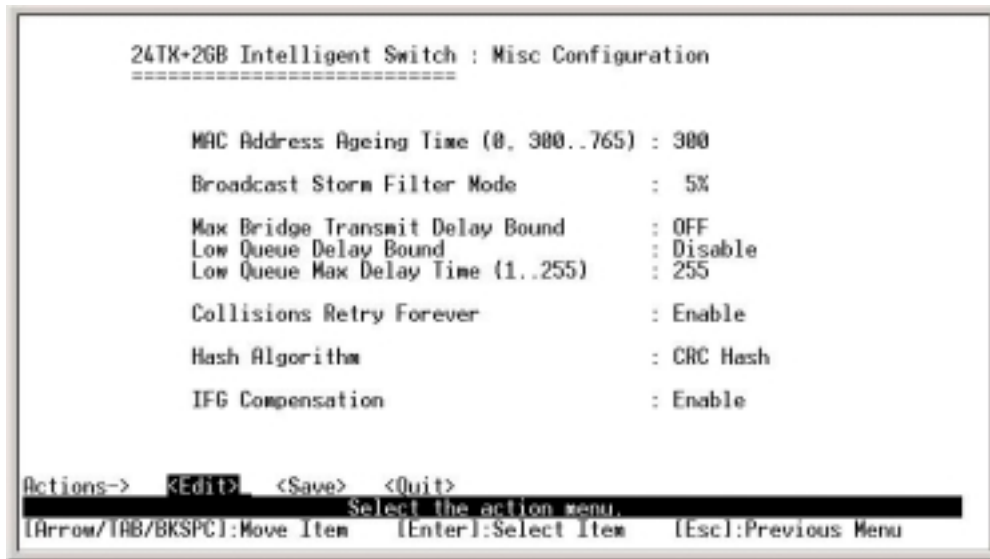 24TX+2GB Intelligent Switch : Misc Configuration
===========================
MAC Address Ageing Time (0, 300..765) : 300
Broadcast Storm Filter Mode : 5%
Max Bridge Transmit Delay Bound : OFF
Low Queue Delay Bound : Disable
Low Queue Max Delay Time (1..255) : 255
Collisions Retry Forever : Enable
Hash Algorithm : CRC Hash
IFG Compensation : Enable
Actions-> <Edit>_ <Save> <Quit>
Select the action menu.
[Arrow/TAB/BKSPC]:Move Item [Enter]:Select Item [Esc]:Previous Menu